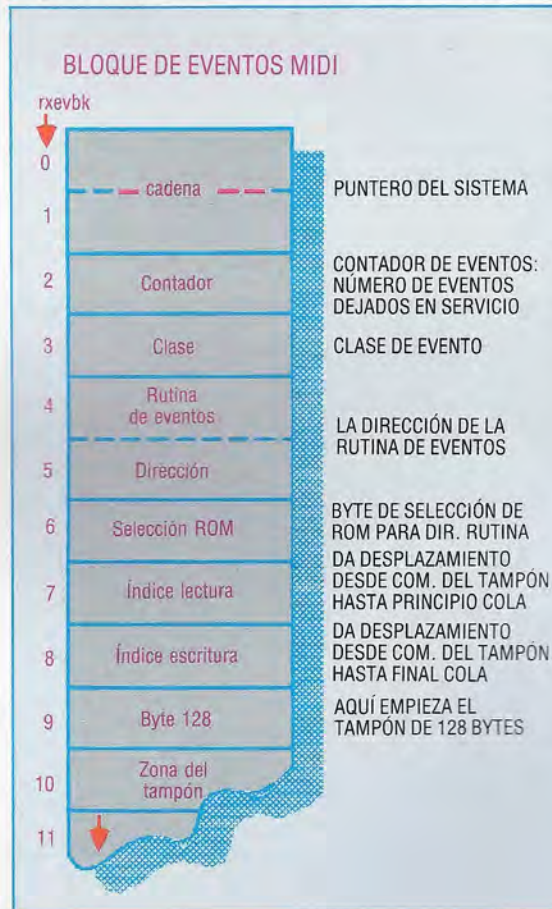 BLOQUE DE EVENTOS MIDI
rxevbk
0
cadena
PUNTERO DEL SISTEMA
1
2
Contador
CONTADOR DE EVENTOS:
NÚMERO DE EVENTOS
DEJADOS EN SERVICIO
3
Clase
CLASE DE EVENTO
4
Rutina
de eventos
LA DIRECCIÓN DE LA
RUTINA DE EVENTOS
5
Dirección
6
Selección ROM
BYTE DE SELECCIÓN DE
ROM PARA DIR. RUTINA
7
Índice lectura
DA DESPLAZAMIENTO
DESDE COM. DEL TAMPÓN
HASTA PRINCIPIO COLA
8
Índice escritura
DA DESPLAZAMIENTO
DESDE COM. DEL TAMPÓN
HASTA FINAL COLA
9
Byte 128
AQUÍ EMPIEZA EL
TAMPÓN DE 128 BYTES
10
Zona del
tampón
11